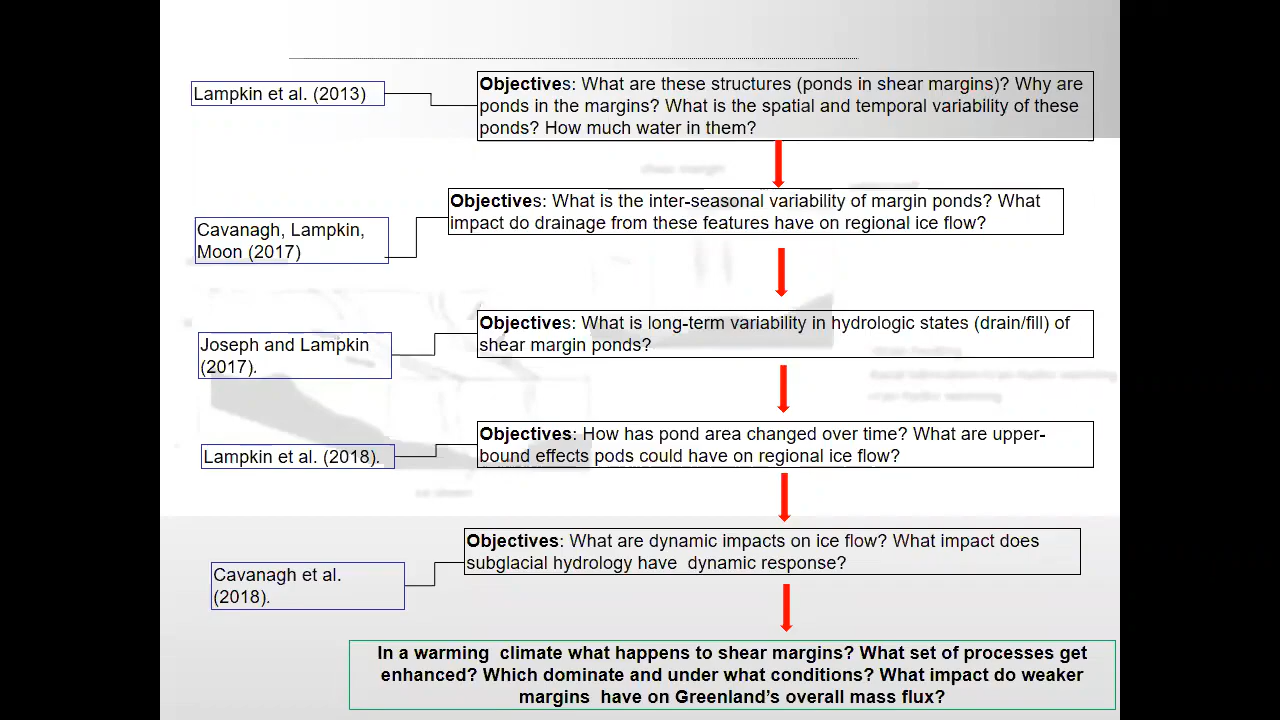 Lampkin et al. (2013)
Objectives: What are these structures (ponds in shear margins)? Why are
ponds in the margins? What is the spatial and temporal variability of these
ponds? How much water in them?
shear margin
Cavanagh, Lampkin,
Moon (2017)
Objectives: What is the inter-seasonal variability of margin ponds? What
impact do drainage from these features have on regional ice flow?
Joseph and Lampkin
(2017).
Objectives: What is long-term variability in hydrologic states (drain/fill) of
shear margin ponds?
Lampkin et al. (2018).
Objectives: How has pond area changed over time? What are upper-
bound effects pods could have on regional ice flow?
Cavanagh et al.
(2018).
Objectives: What are dynamic impacts on ice flow? What impact does
subglacial hydrology have  dynamic response?
In a warming  climate what happens to shear margins? What set of processes get
enhanced? Which dominate and under what conditions? What impact do weaker
margins  have on Greenland’s overall mass flux?